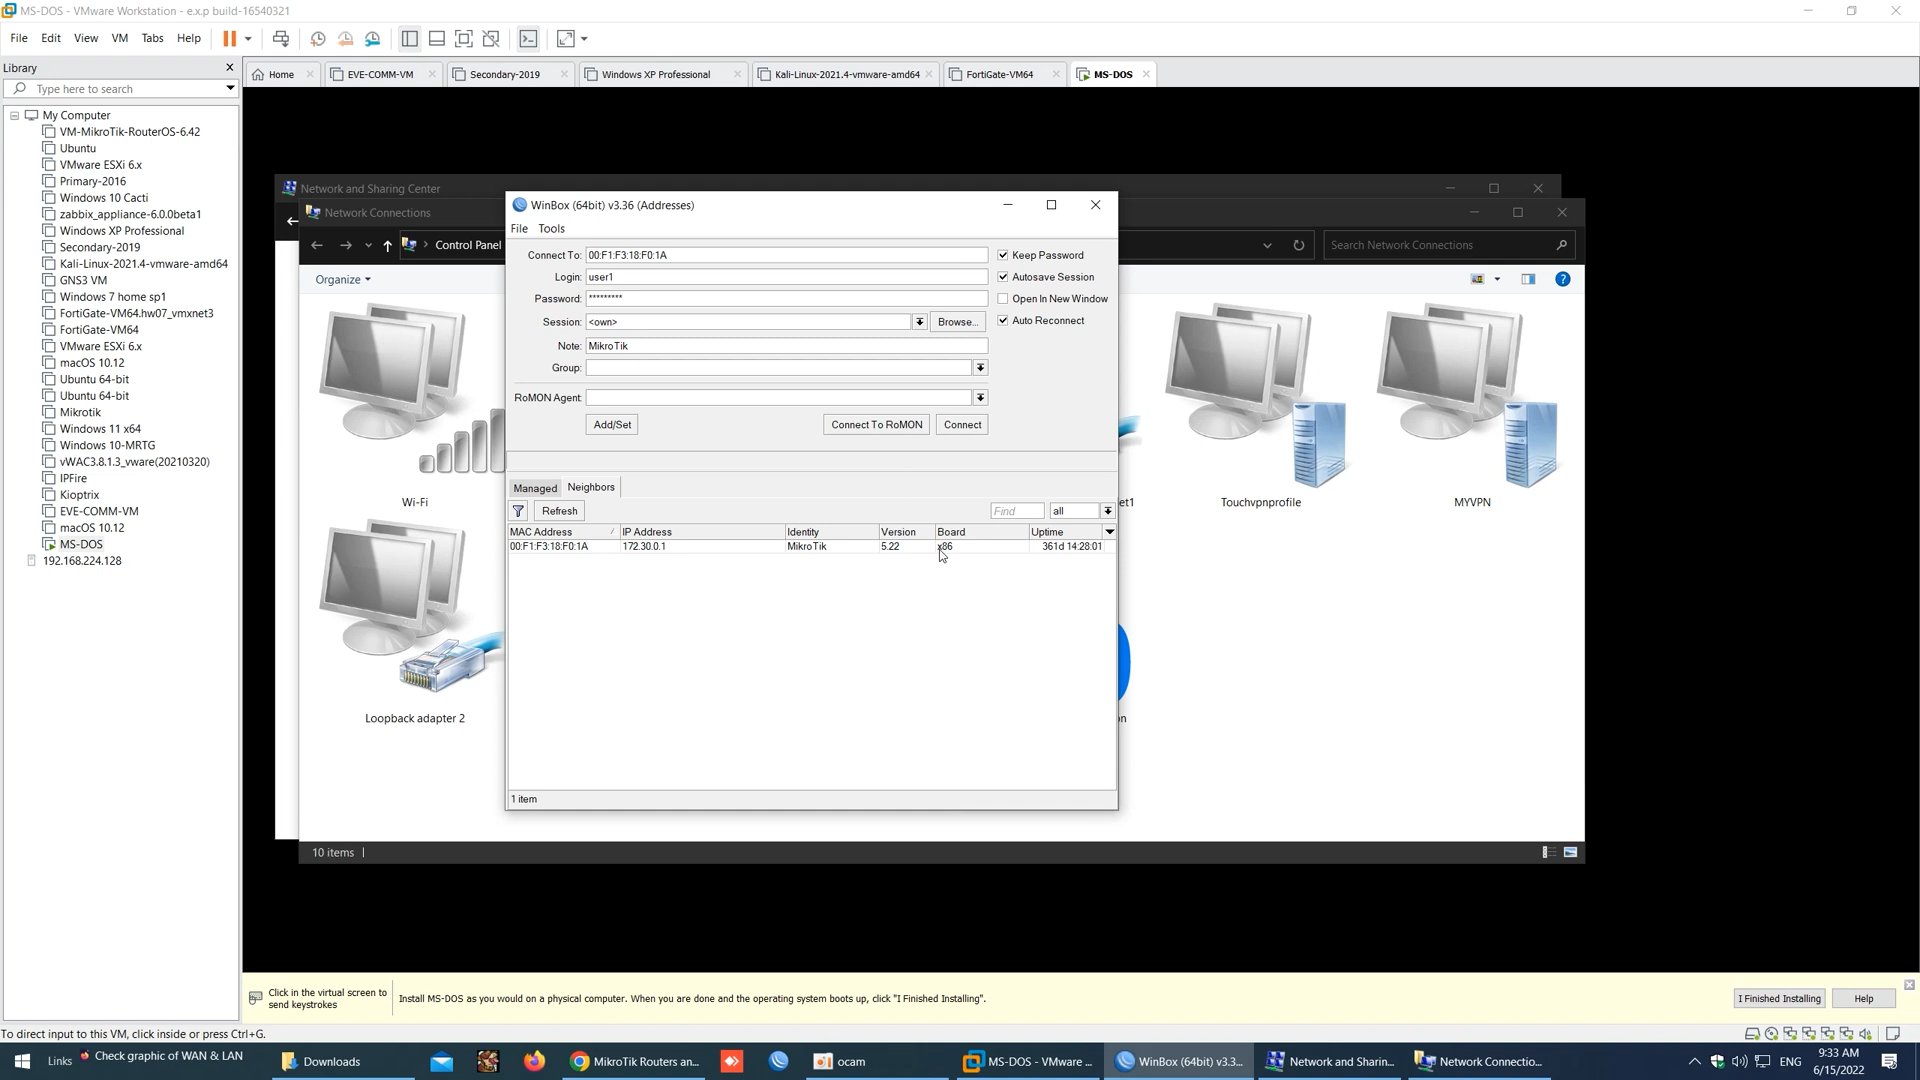 MS-DOS - VMware Workstation - e.x.p build-16540321
File Edit View VM Tabs Help
Library
Type here to search
My Computer
VM-MikroTik-RouterOS-6.42
Ubuntu
VMware ESXi 6.x
Primary-2016
Windows 10 Cacti
zabbix_appliance-6.0.0beta1
Windows XP Professional
Secondary-2019
Kali-Linux-2021.4-vmware-amd64
GNS3 VM
Windows 7 home sp1
FortiGate-VM64.hw07_vmxnet3
FortiGate-VM64
VMware ESXi 6.x
macOS 10.12
Ubuntu 64-bit
Ubuntu 64-bit
Mikrotik
Windows 11 x64
Windows 10-MRTG
vWAC3.8.1.3_vware(20210320)
IPFire
Kioptrix
EVE-COMM-VM
macOS 10.12
MS-DOS
192.168.224.128
Home EVE-COMM-VM Secondary-2019 Windows XP Professional Kali-Linux-2021.4-vmware-amd64 FortiGate-VM64 MS-DOS
Network and Sharing Center
Network Connections
Control Panel
Search Network Connections
Organize
Wi-Fi
et1
Touchvpnprofile
MYVPN
Loopback adapter 2
n
10 items
WinBox (64bit) v3.36 (Addresses)
File Tools
Connect To: 00:F1:F3:18:F0:1A
Keep Password
Login: user1
Autosave Session
Password: *********
Open In New Window
Session: <own>
Browse...
Auto Reconnect
Note: MikroTik
Group:
RoMON Agent
Add/Set Connect To RoMON Connect
Managed Neighbors
Refresh Find all
MAC Address IP Address Identity Version Board Uptime
00:F1:F3:18:F0:1A 172.30.0.1 MikroTik 5.22 x86 361d 14:28:01
1 item
Click in the virtual screen to
send keystrokes
Install MS-DOS as you would on a physical computer. When you are done and the operating system boots up, click "I Finished Installing".
I Finished Installing Help
To direct input to this VM, click inside or press Ctrl+G.
Links Check graphic of WAN & LAN Downloads MikroTik Routers an... ocam MS-DOS - VMware ... WinBox (64bit) v3.3... Network and Sharin... Network Connectio... ENG
9:33 AM
6/15/2022